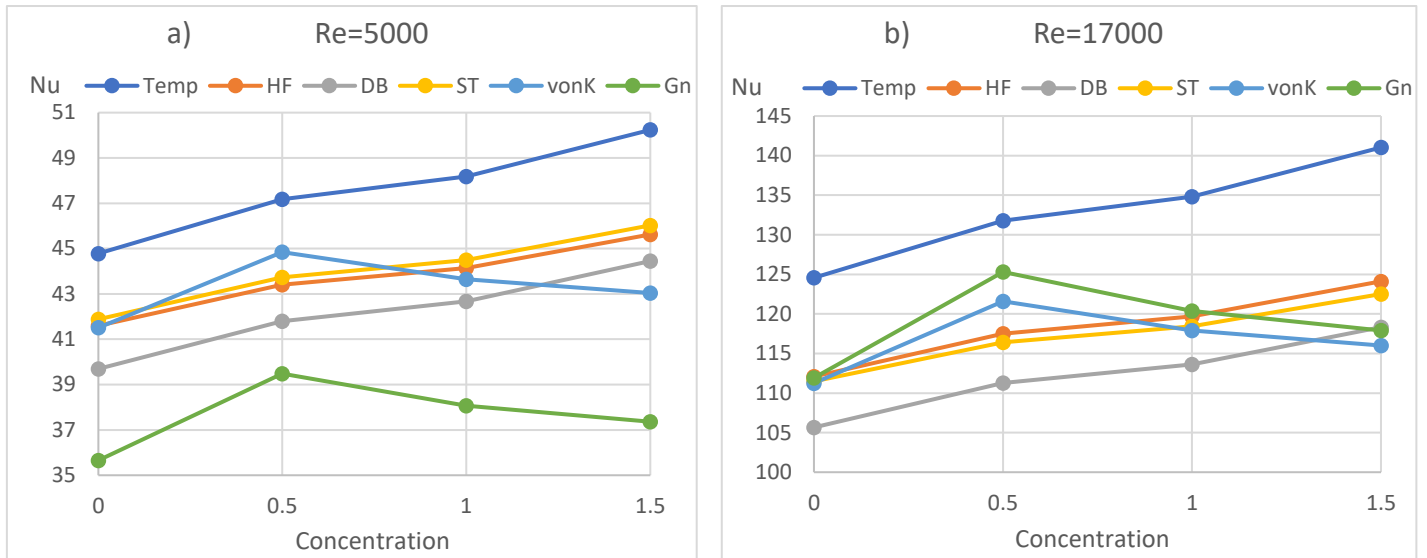 a) Re=5000
Nu Temp HF DB ST vonK Gn
51
49
47
45
43
41
39
37
35
0 0.5 1 1.5
Concentration
b) Re=17000
Nu Temp HF DB ST vonK Gn
145
140
135
130
125
120
115
110
105
100
0 0.5 1 1.5
Concentration